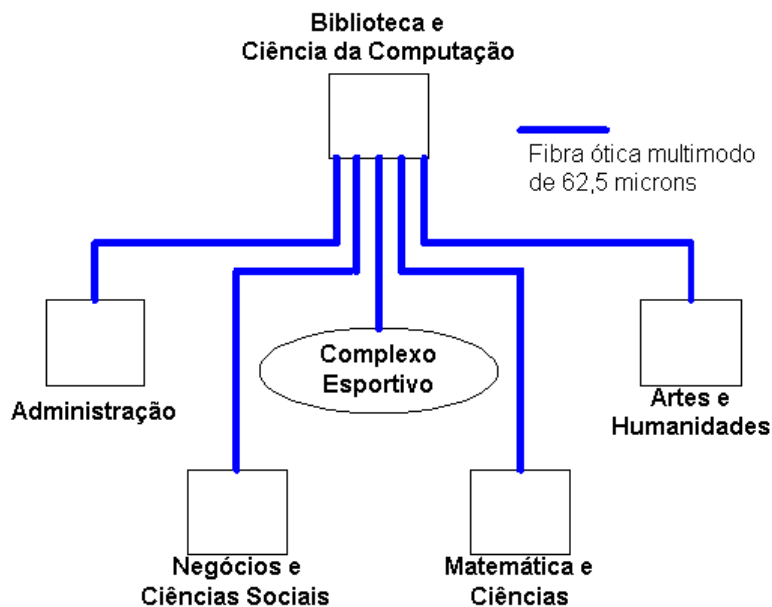 Biblioteca e
Ciência da Computação
Fibra ótica multimodo
de 62,5 microns
Complexo
Esportivo
Administração
Artes e
Humanidades
Negócios e
Ciências Sociais
Matemática e
Ciências